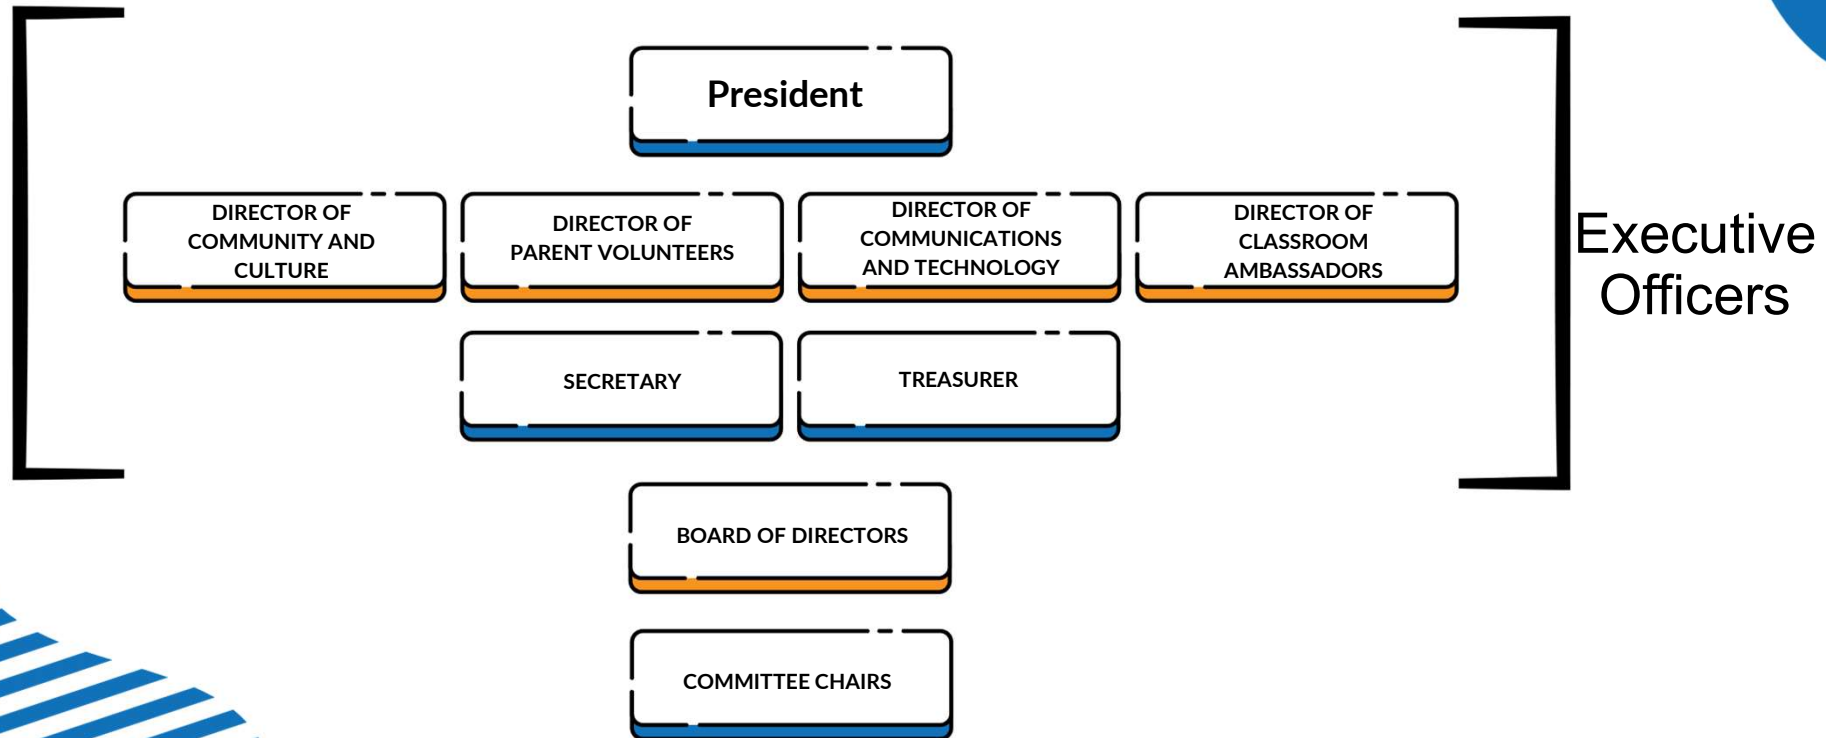 President
DIRECTOR OF
COMMUNITY AND
CULTURE
DIRECTOR OF
PARENT VOLUNTEERS
DIRECTOR OF
COMMUNICATIONS
AND TECHNOLOGY
DIRECTOR OF
CLASSROOM
AMBASSADORS
Executive
Officers
SECRETARY
TREASURER
BOARD OF DIRECTORS
COMMITTEE CHAIRS